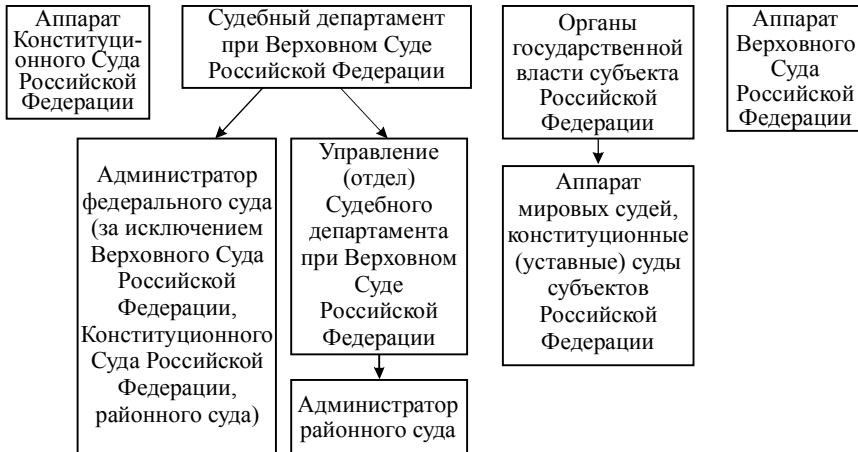 Аппарат
Конституци-
онного Суда
Российской
Федерации
Судебный департамент
при Верховном Суде
Российской Федерации
Органы
государственной
власти субъекта
Российской
Федерации
Аппарат
Верховного
Суда
Российской
Федерации
Администратор
федерального суда
(за исключением
Верховного Суда
Российской
Федерации,
Конституционного
Суда Российской
Федерации,
районного суда)
Управление
(отдел)
Судебного
департамента
при Верховном
Суде
Российской
Федерации
Аппарат
мировых судей,
конституционные
(уставные) суды
субъектов
Российской
Федерации
Администратор
районного суда